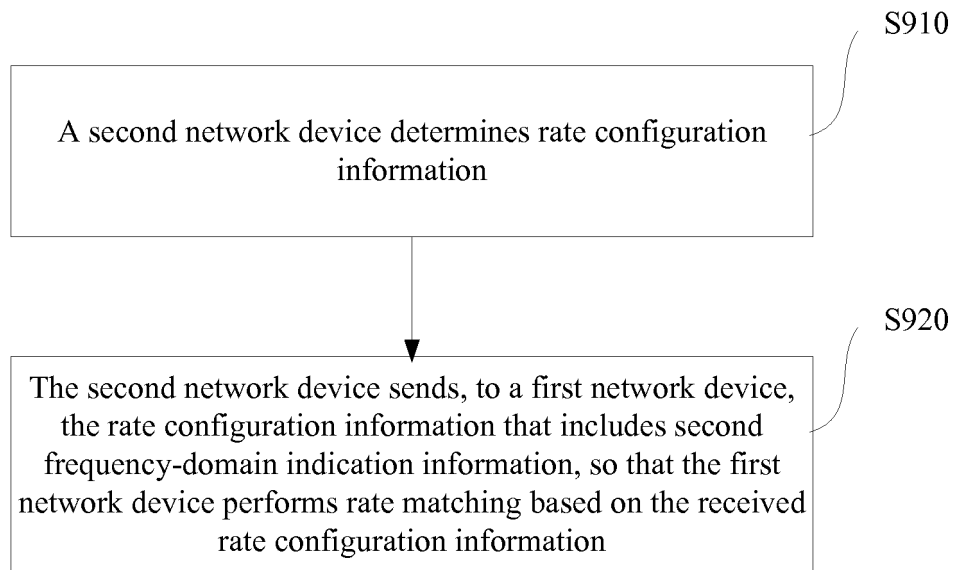 S910
A second network device determines rate configuration
information
S920
The second network device sends, to a first network device,
the rate configuration information that includes second
frequency-domain indication information, so that the first
network device performs rate matching based on the received
rate configuration information